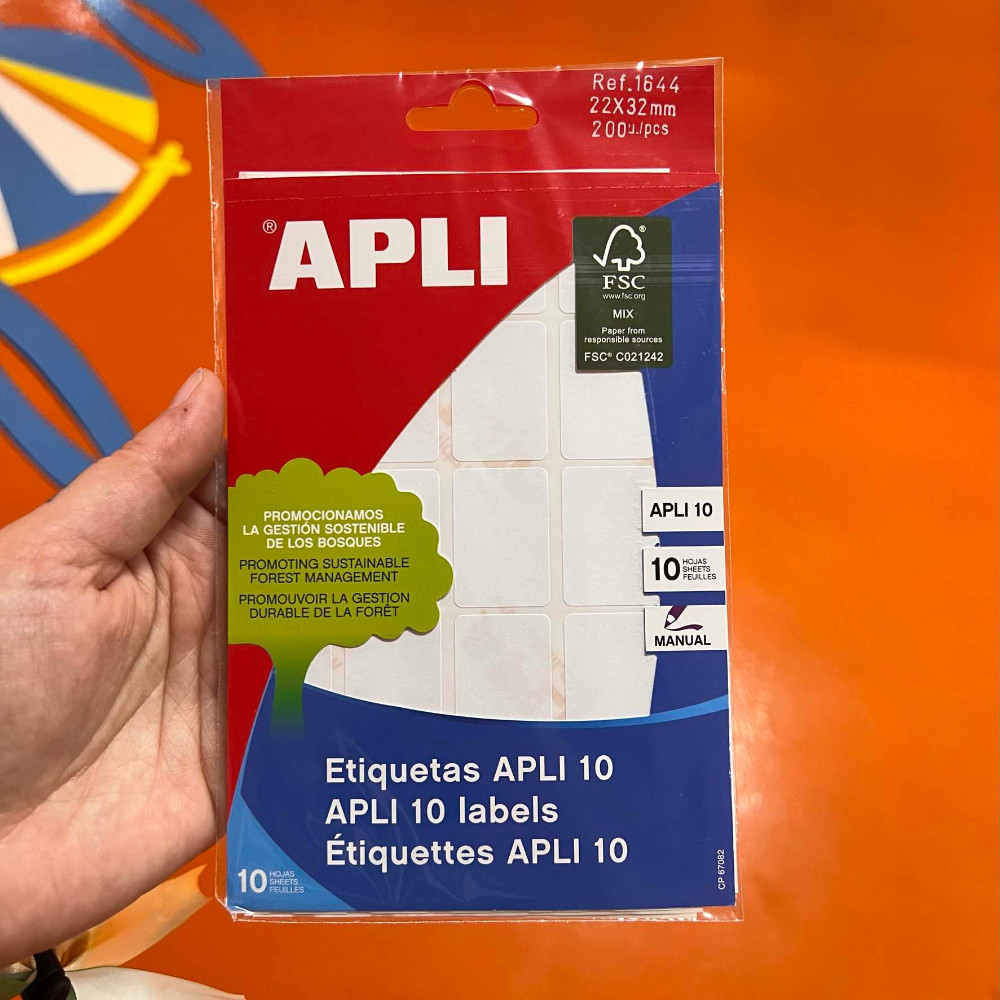 Ref.1644
22X32mm
200u./pcs
® APLI
®
FSC
www.fsc.org
MIX
Paper from
responsible sources
FSC® C021242
PROMOCIONAMOS
LA GESTIÓN SOSTENIBLE
DE LOS BOSQUES
PROMOTING SUSTAINABLE
FOREST MANAGEMENT
PROMOUVOIR LA GESTION
DURABLE DE LA FORÊT
APLI 10
10 HOJAS
SHEETS
FEUILLES
MANUAL
Etiquetas APLI 10
APLI 10 labels
Étiquettes APLI 10
10 HOJAS
SHEETS
FEUILLES
CP 67082